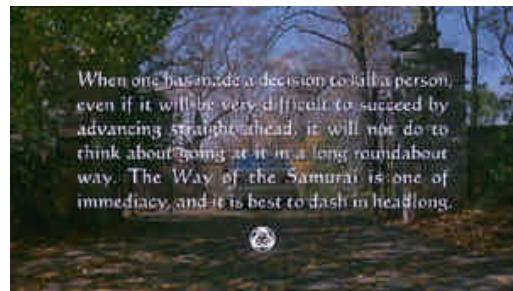 When one has made a decision to kill a person,
even if it will be very difficult to succeed by
advancing straight ahead, it will not do to
think about going at it in a long roundabout
way. The Way of the Samurai is one of
immediacy, and it is best to dash in headlong.